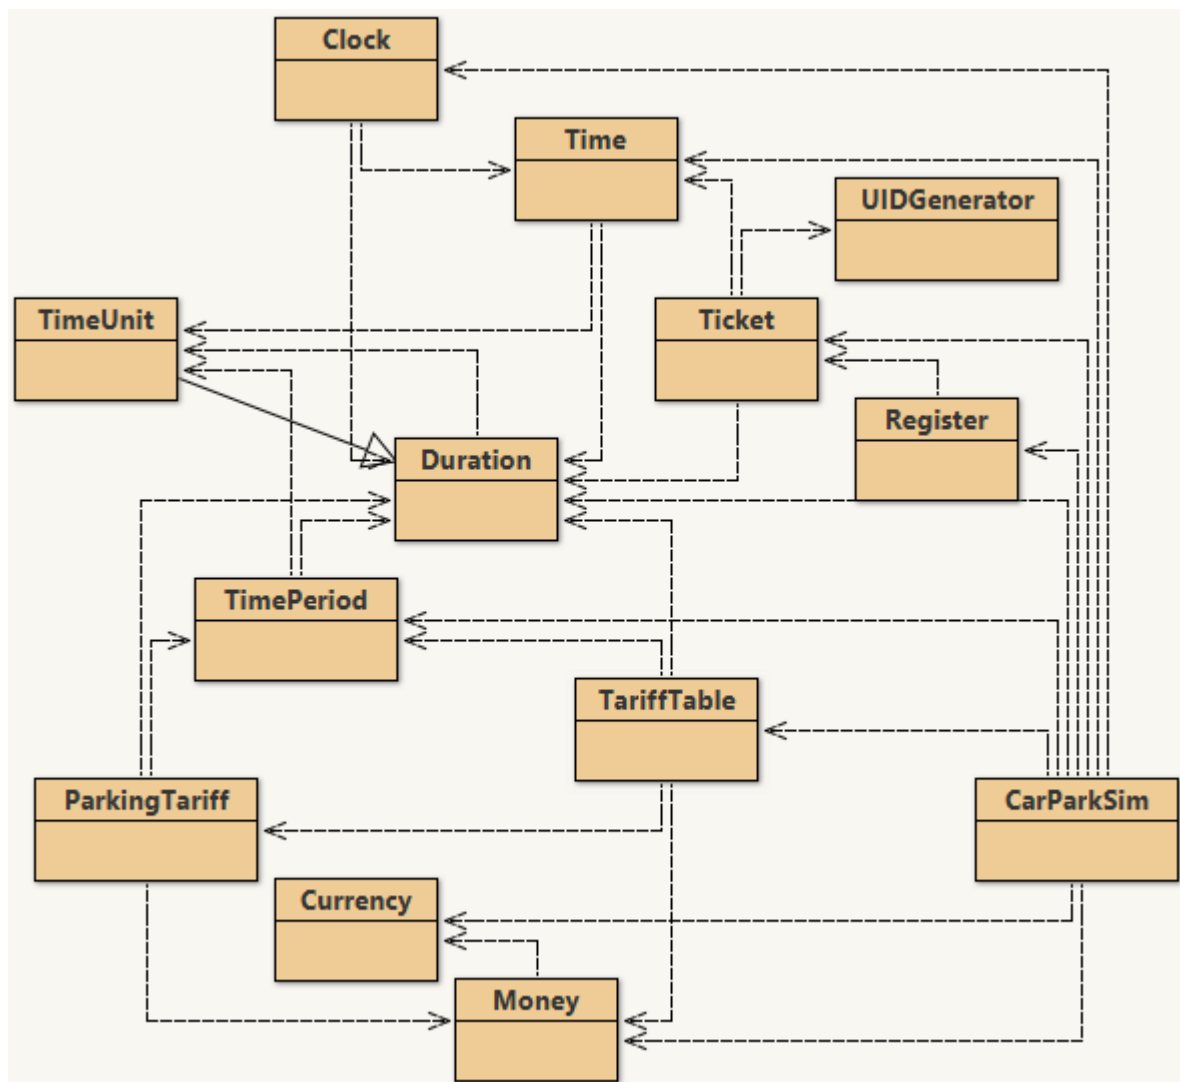 Clock
Time
UIDGenerator
TimeUnit
Ticket
Register
Duration
TimePeriod
TariffTable
ParkingTariff
CarParkSim
Currency
Money